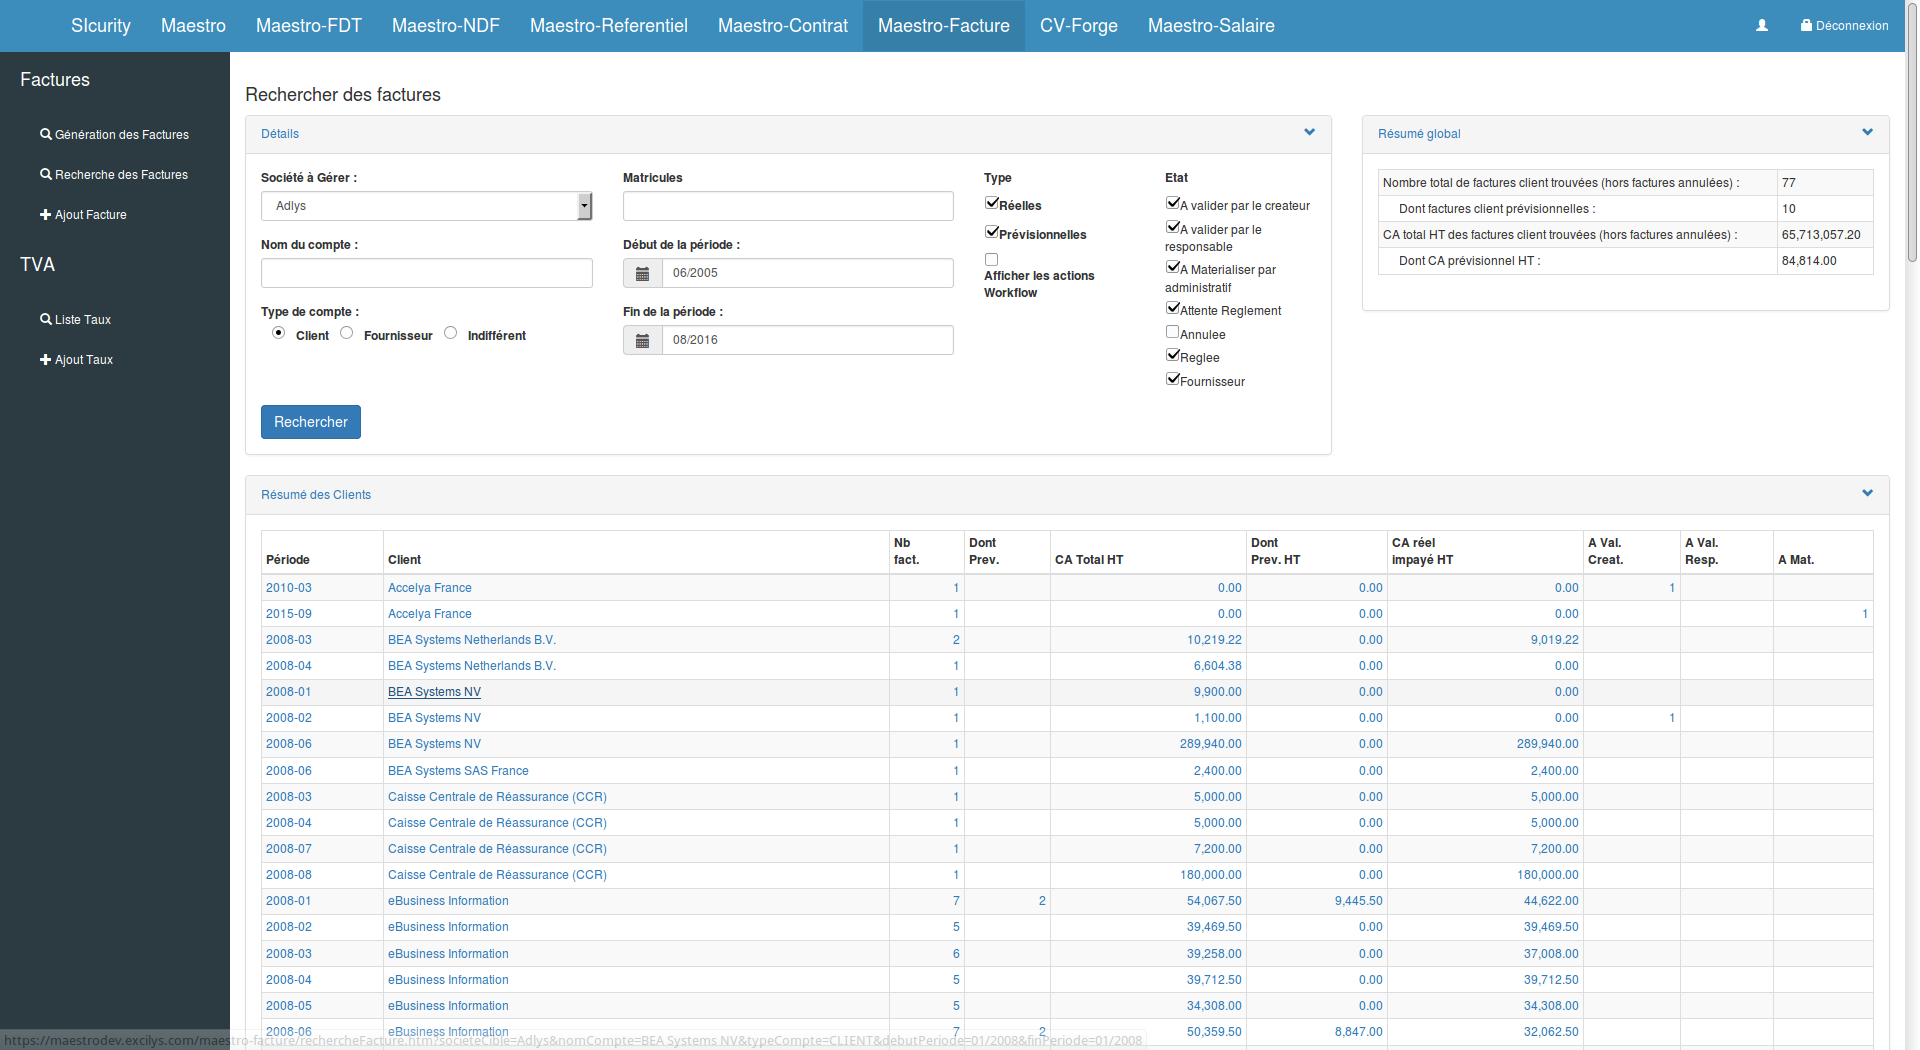 SIcurity Maestro Maestro-FDT Maestro-NDF Maestro-Referentiel Maestro-Contrat Maestro-Facture CV-Forge Maestro-Salaire Déconnexion
Factures
Génération des Factures
Recherche des Factures
Ajout Facture
TVA
Liste Taux
Ajout Taux
Rechercher des factures
Détails
Société à Gérer :
Adlys
Nom du compte :
Type de compte :
Client Fournisseur Indifférent
Matricules
Début de la période :
06/2005
Fin de la période :
08/2016
Type
Réelles
Prévisionnelles
Afficher les actions
Workflow
Etat
A valider par le createur
A valider par le
responsable
A Materialiser par
administratif
Attente Reglement
Annulee
Reglee
Fournisseur
Rechercher
Résumé global
Nombre total de factures client trouvées (hors factures annulées) : 77
Dont factures client prévisionnelles : 10
CA total HT des factures client trouvées (hors factures annulées) : 65,713,057.20
Dont CA prévisionnel HT : 84,814.00
Résumé des Clients
Période Client Nb fact. Dont Prev. CA Total HT Dont Prev. HT CA réel impayé HT A Val. Creat. A Val. Resp. A Mat.
2010-03 Accelya France 1 0.00 0.00 0.00 1
2015-09 Accelya France 1 0.00 0.00 0.00 1
2008-03 BEA Systems Netherlands B.V. 2 10,219.22 0.00 9,019.22
2008-04 BEA Systems Netherlands B.V. 1 6,604.38 0.00 0.00
2008-01 BEA Systems NV 1 9,900.00 0.00 0.00
2008-02 BEA Systems NV 1 1,100.00 0.00 0.00 1
2008-06 BEA Systems NV 1 289,940.00 0.00 289,940.00
2008-06 BEA Systems SAS France 1 2,400.00 0.00 2,400.00
2008-03 Caisse Centrale de Réassurance (CCR) 1 5,000.00 0.00 5,000.00
2008-04 Caisse Centrale de Réassurance (CCR) 1 5,000.00 0.00 5,000.00
2008-07 Caisse Centrale de Réassurance (CCR) 1 7,200.00 0.00 7,200.00
2008-08 Caisse Centrale de Réassurance (CCR) 1 180,000.00 0.00 180,000.00
2008-01 eBusiness Information 7 2 54,067.50 9,445.50 44,622.00
2008-02 eBusiness Information 5 39,469.50 0.00 39,469.50
2008-03 eBusiness Information 6 39,258.00 0.00 37,008.00
2008-04 eBusiness Information 5 39,712.50 0.00 39,712.50
2008-05 eBusiness Information 5 34,308.00 0.00 34,308.00
2008-06 eBusiness Information 7 2 50,359.50 8,847.00 32,062.50
https://maestrodev.excilys.com/maestro-facture/rechercheFacture.htm?societeCible=Adlys&nomCompte=BEA Systems NV&typeCompte=CLIENT&debutPeriode=01/2008&finPeriode=01/2008